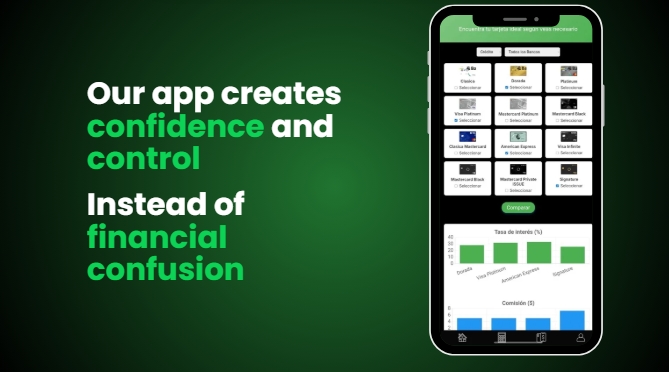 Our app creates
confidence and
control
Instead of
financial
confusion
Encuentra tu tarjeta ideal según seas necesario
Crédito
Todos los Bancos
Clásica
Seleccionar
Dorada
Seleccionar
Platinum
Seleccionar
Visa Platinum
Seleccionar
Mastercard Platinum
Seleccionar
Mastercard Black
Seleccionar
Clásica Mastercard
Seleccionar
American Express
Seleccionar
Visa Infinite
Seleccionar
Mastercard Black
Seleccionar
Mastercard Private
ISSUE
Seleccionar
Signature
Seleccionar
Comparar
Tasa de interés (%)
40
30
20
10
0
Dorada
Visa Platinum
American Express
Signature
Comisión ($)
8
6
4
2